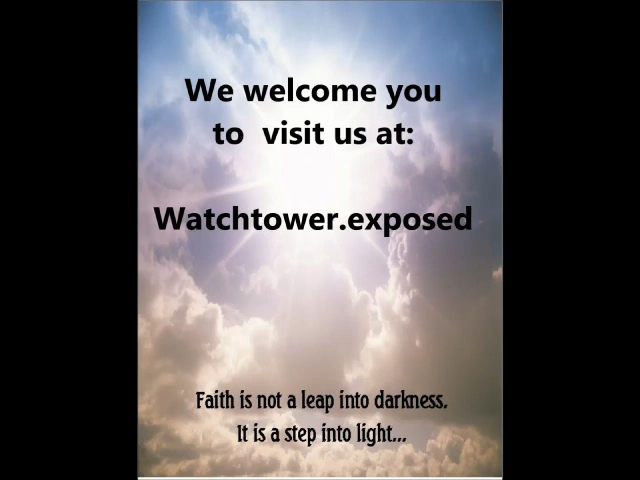 We welcome you
to visit us at:
Watchtower.exposed
Faith is not a leap into darkness.
It is a step into light...